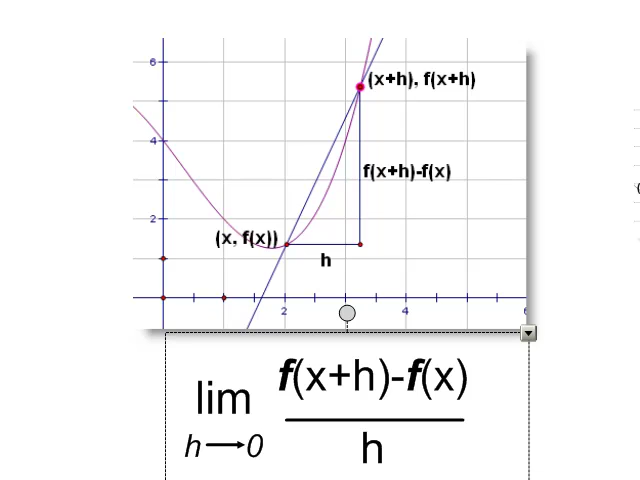 6
(x+h), f(x+h)
4
f(x+h)-f(x)
2
(x, f(x))
h
2
4
f(x+h)-f(x)
lim
h→0
h